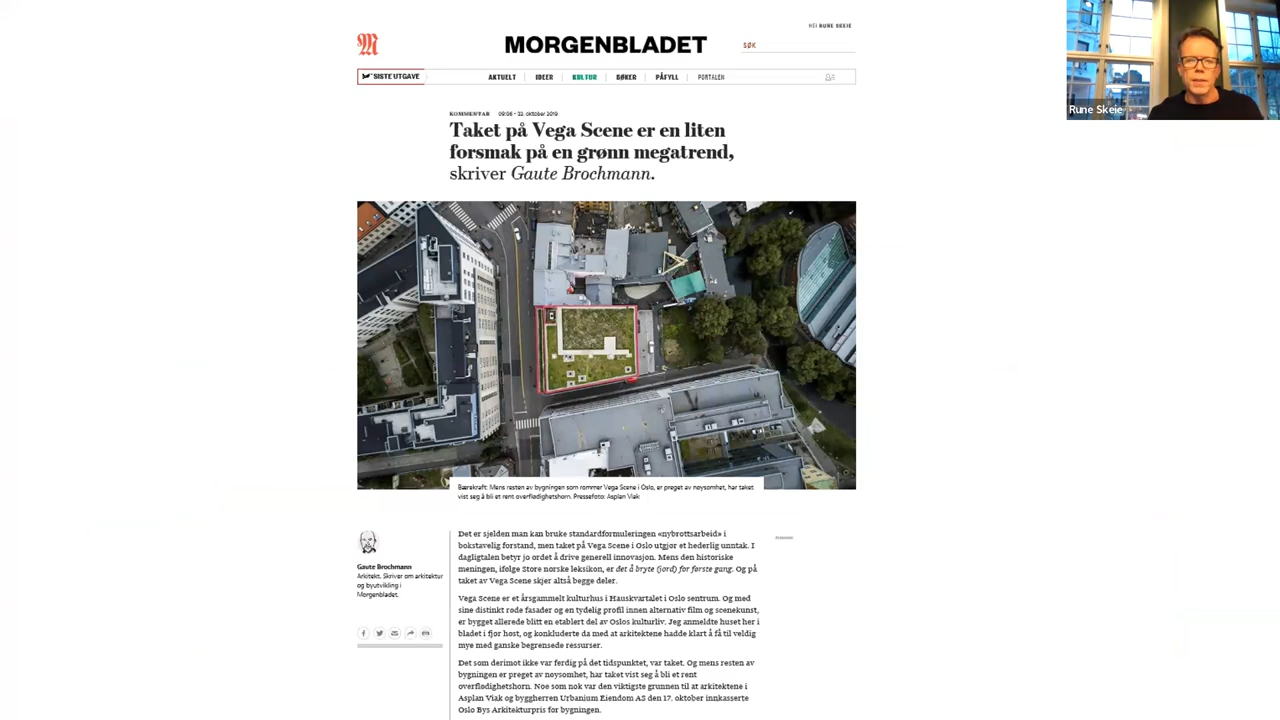 HEI RUNE SKEIE
M
MORGENBLADET
SØK
SISTE UTGAVE
AKTUELT
IDEER
KULTUR
BØKER
PÅFYLL
PORTALEN
Rune Skeie
KOMMENTAR 09:06 - 22. oktober 2019
Taket på Vega Scene er en liten
forsmak på en grønn megatrend,
skriver Gaute Brochmann.
Bærekraft: Mens resten av bygningen som rommer Vega Scene i Oslo, er preget av nøysomhet, har taket
vist seg å bli et rent overflødighetshorn. Pressefoto: Asplan Viak
Gaute Brochmann
Arkitekt. Skriver om arkitektur
og byutvikling i
Morgenbladet.
Det er sjelden man kan bruke standardformuleringen «nybrottsarbeid» i
bokstavelig forstand, men taket på Vega Scene i Oslo utgjør et hederlig unntak. I
dagligtalen betyr jo ordet å drive generell innovasjon. Mens den historiske
meningen, ifølge Store norske leksikon, er det å bryte (jord) for første gang. Og på
taket av Vega Scene skjer altså begge deler.
Vega Scene er et årsgammelt kulturhus i Hauskvartalet i Oslo sentrum. Og med
sine distinkt røde fasader og en tydelig profil innen alternativ film og scenekunst,
er bygget allerede blitt en etablert del av Oslos kulturliv. Jeg anmeldte huset her i
bladet i fjor høst, og konkluderte da med at arkitektene hadde klart å få til veldig
mye med ganske begrensede ressurser.
Det som derimot ikke var ferdig på det tidspunktet, var taket. Og mens resten av
bygningen er preget av nøysomhet, har taket vist seg å bli et rent
overflødighetshorn. Noe som nok var den viktigste grunnen til at arkitektene i
Asplan Viak og byggherren Urbanium Eiendom AS den 17. oktober innkasserte
Oslo Bys Arkitekturpris for bygningen.